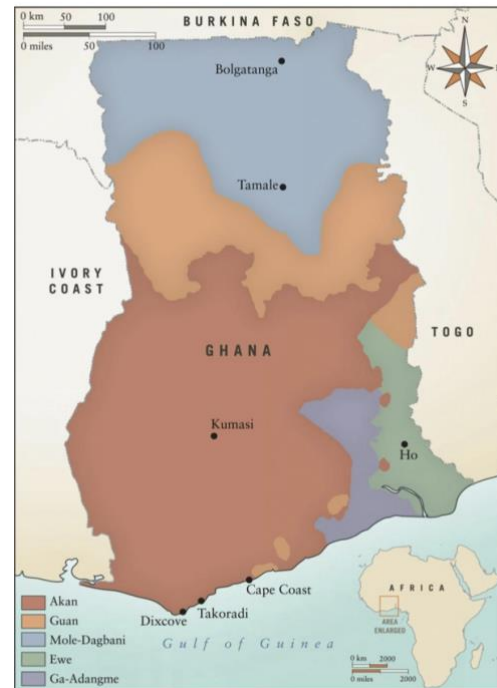 0 km 50 100
0 miles 50 100
BURKINA FASO
N
W
S
Bolgatanga
Tamale
IVORY
COAST
TOGO
GHANA
Kumasi
Ho
Cape Coast
Takoradi
Dixcove
Gulf of Guinea
Akan
Guan
Mole-Dagbani
Ewe
Ga-Adangme
AFRICA
AREA
ENLARGED
0 km 2000
0 miles 2000